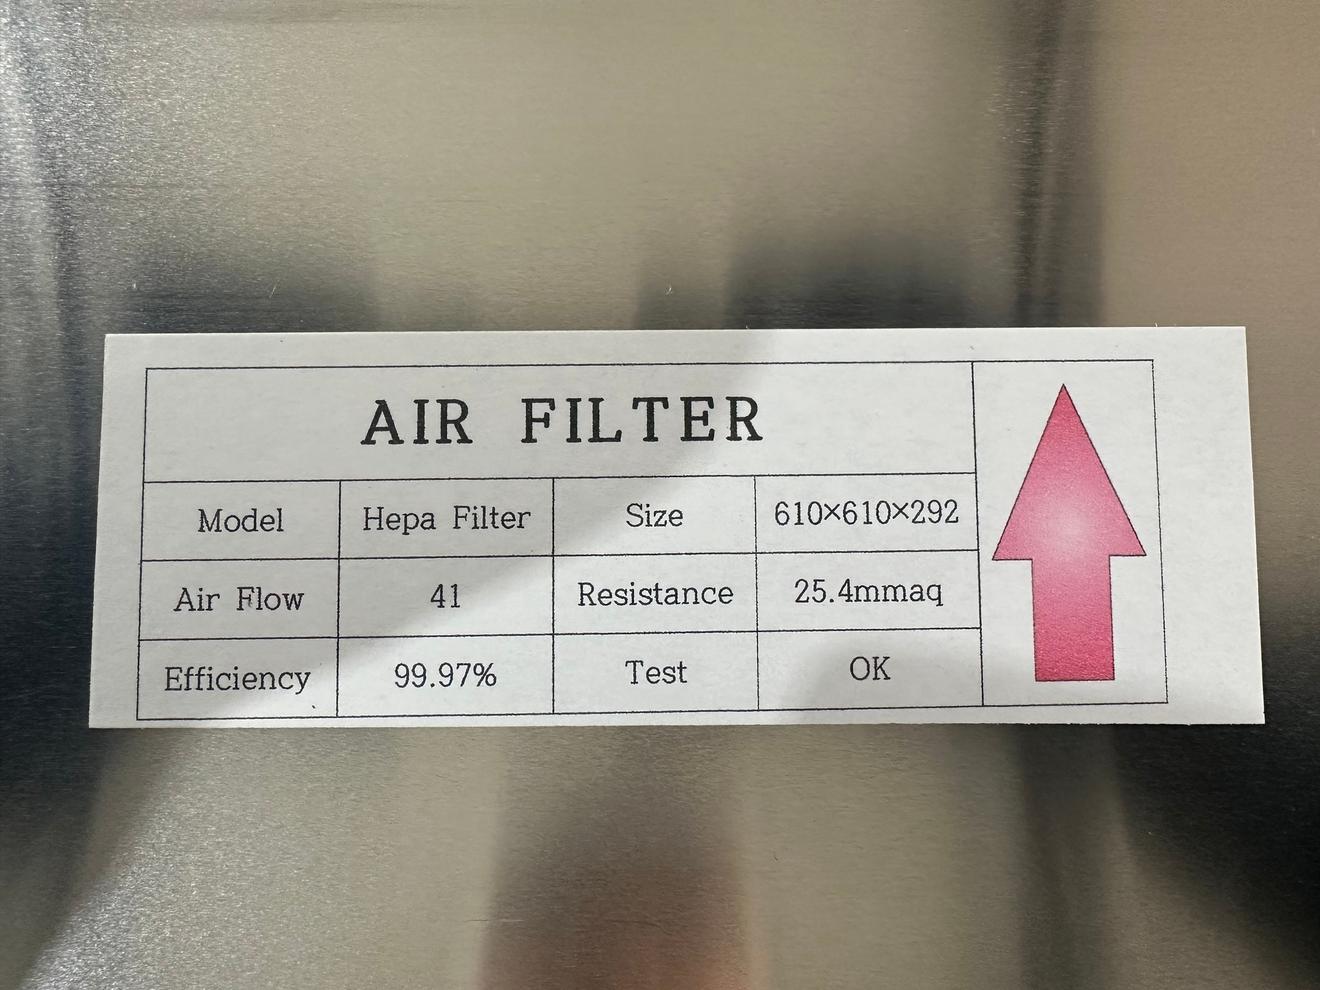 AIR FILTER
Model Hepa Filter Size 610×610×292
Air Flow 41 Resistance 25.4mmaq
Efficiency 99.97% Test OK